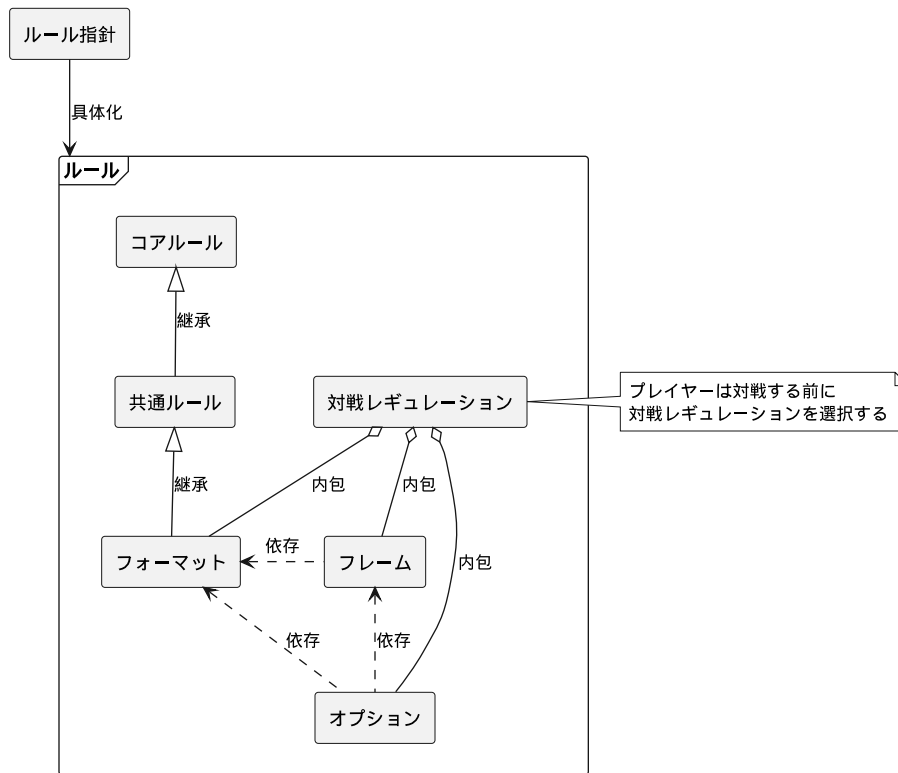 ルール指針
具体化
ルール
コアルール
継承
共通ルール
対戦レギュレーション
プレイヤーは対戦する前に
対戦レギュレーションを選択する
継承
内包
内包
内包
フォーマット
依存
フレーム
依存
依存
オプション